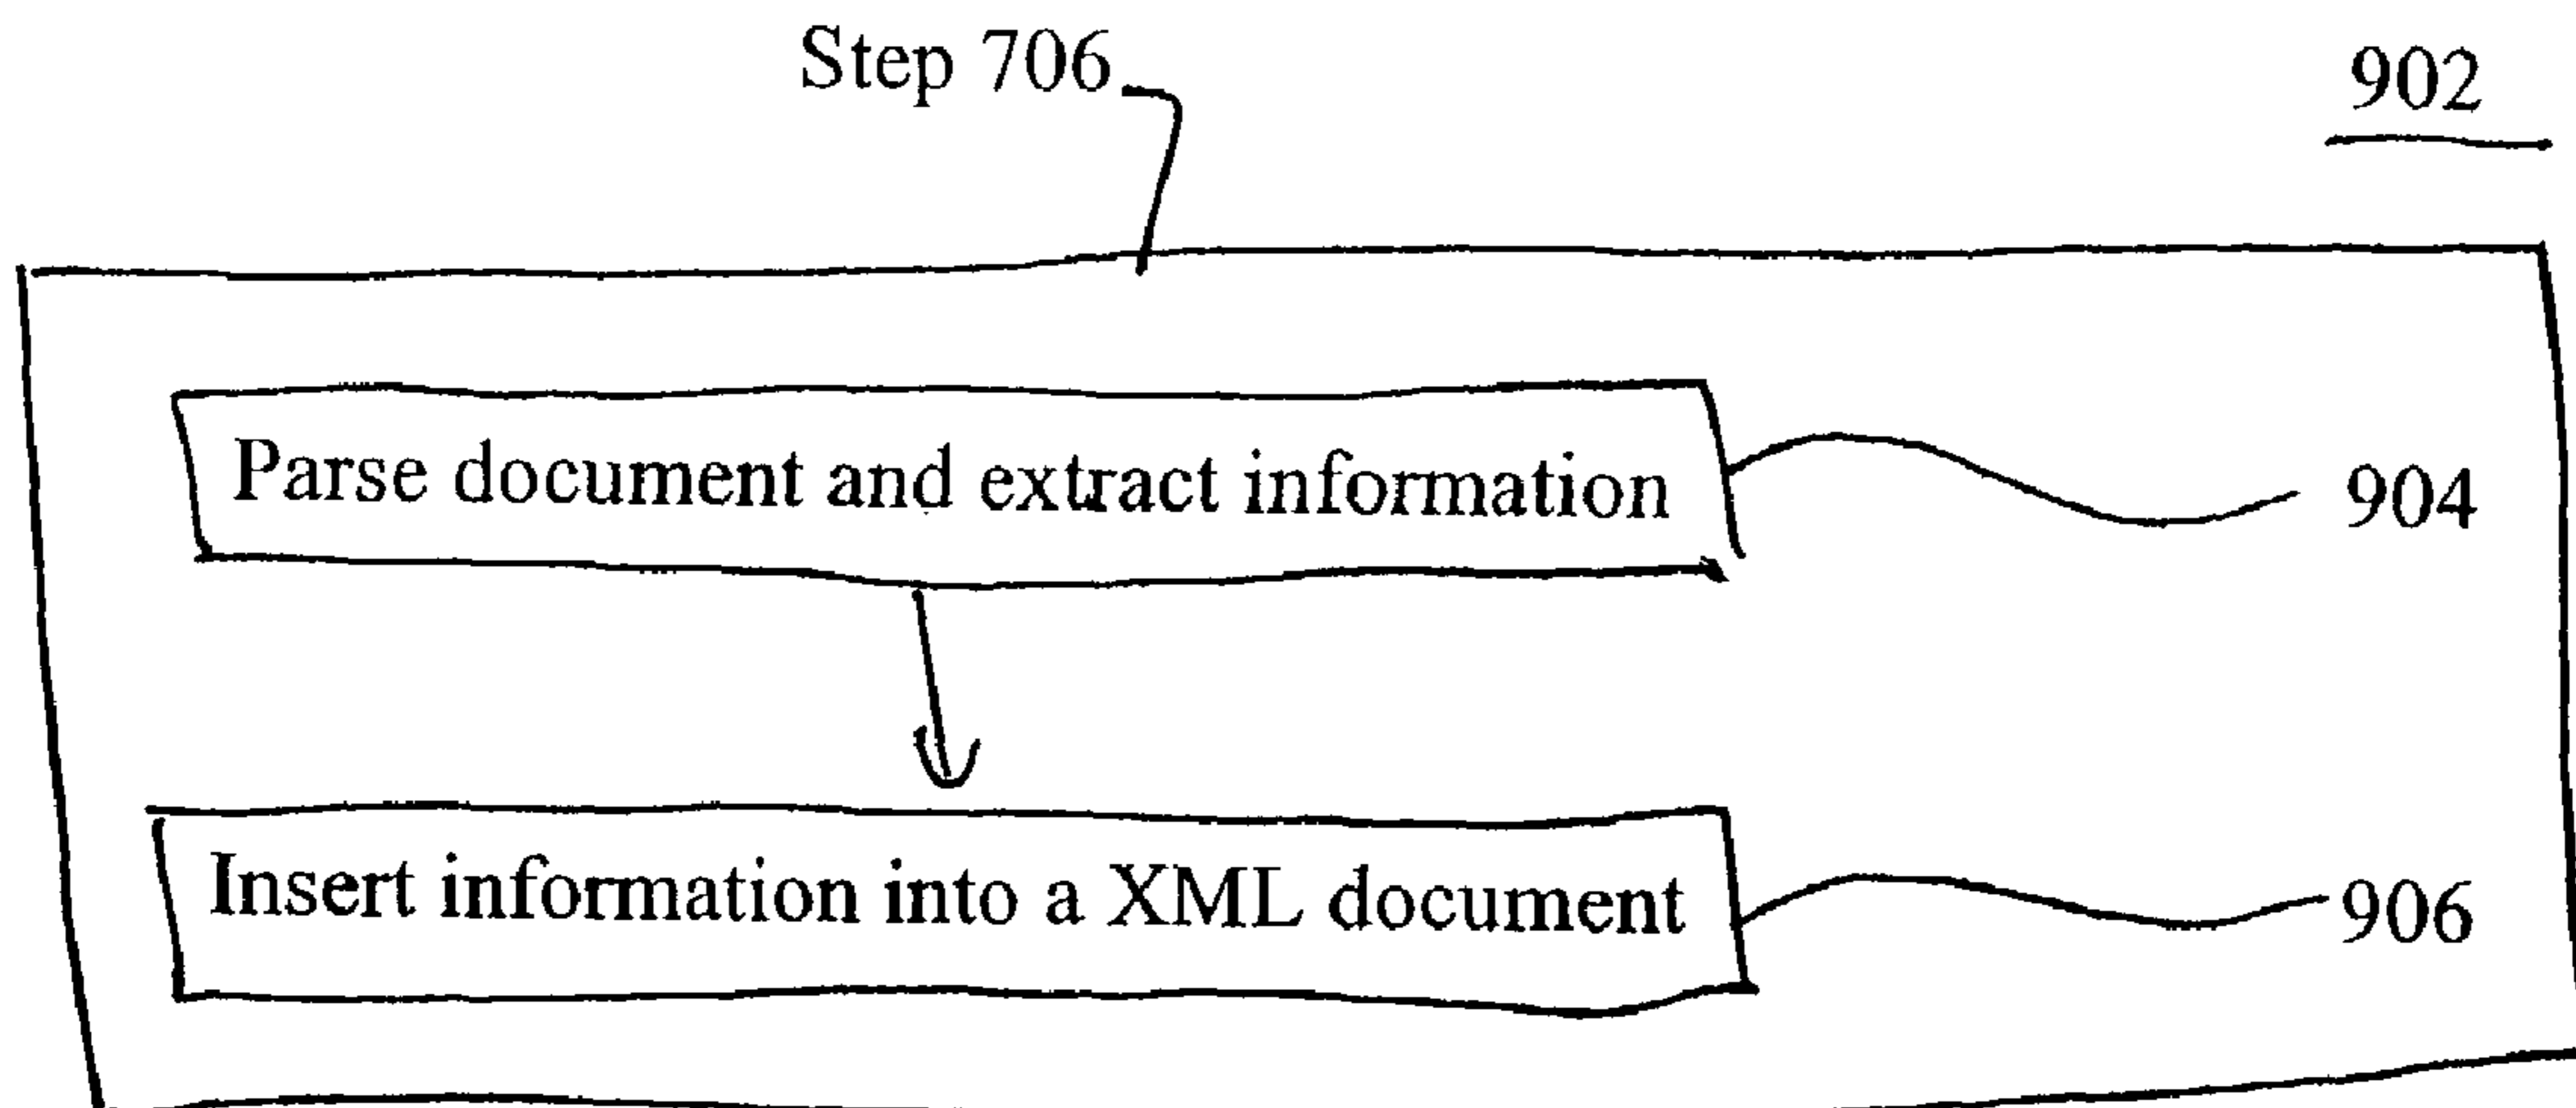 Step 706
902
Parse document and extract information
904
Insert information into a XML document
906